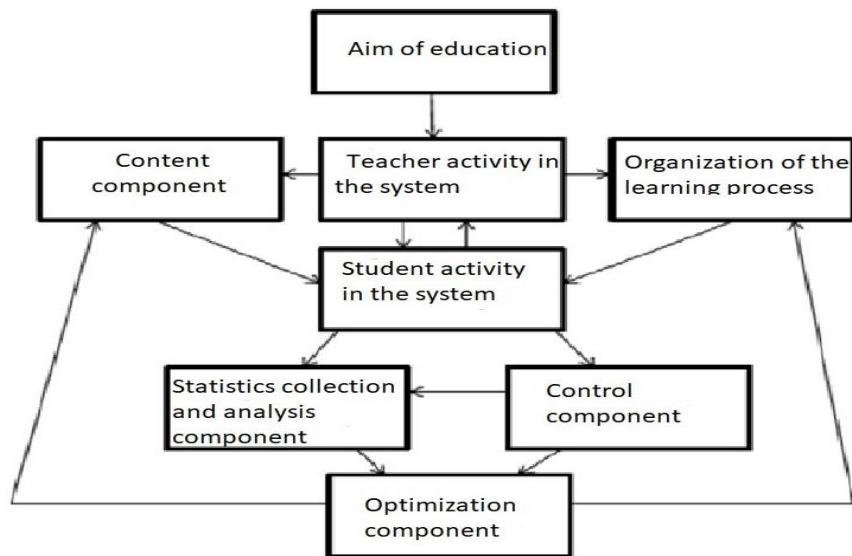 Aim of education
Content
component
Teacher activity in
the system
Organization of the
learning process
Student activity
in the system
Statistics collection
and analysis
component
Control
component
Optimization
component